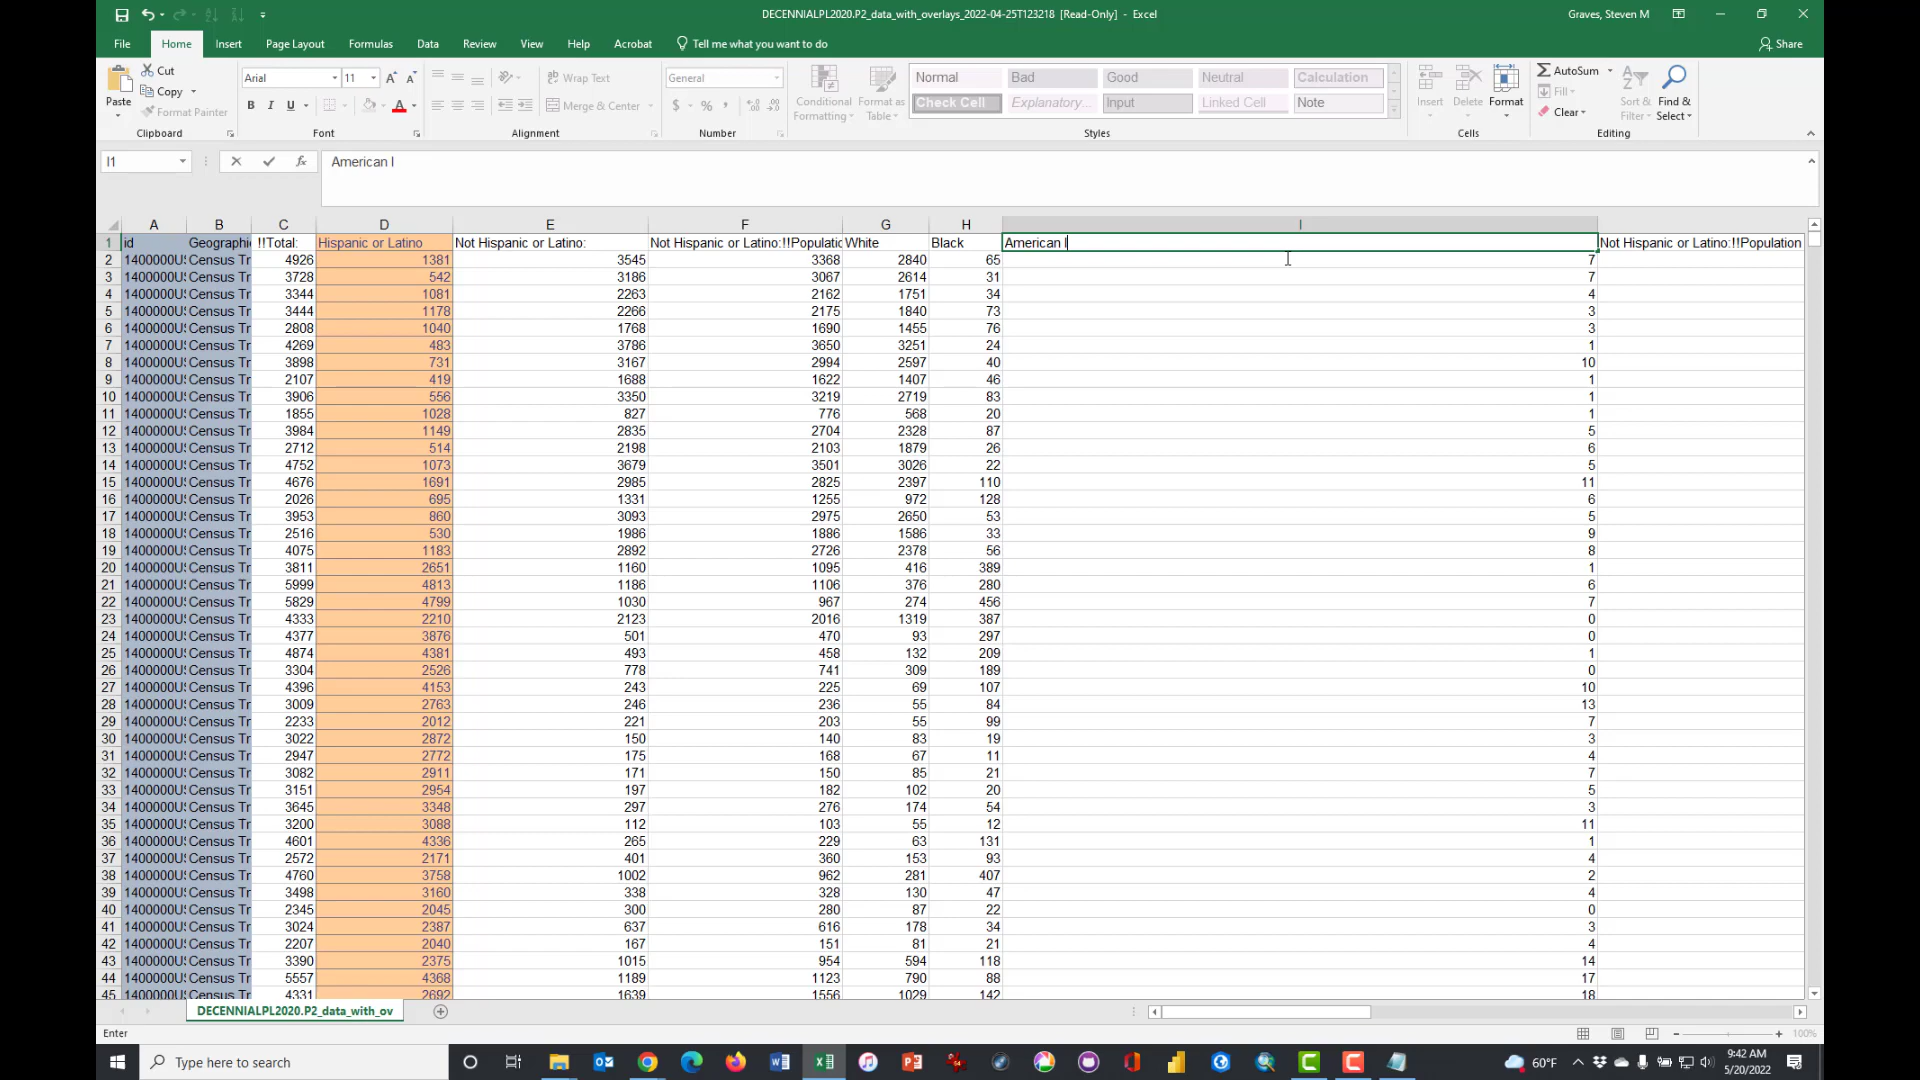 DECENNIALPL2020.P2_data_with_overlays_2022-04-25T123218 [Read-Only] - Excel
Graves, Steven M
File Home Insert Page Layout Formulas Data Review View Help Acrobat Tell me what you want to do Share
Paste Cut Copy Format Painter Clipboard
Arial 11 B I U Font
Wrap Text Merge & Center Alignment
General $ % , Number
Conditional Formatting Format as Table
Normal Bad Good Neutral Calculation
Check Cell Explanatory... Input Linked Cell Note
Styles
Insert Delete Format Cells
AutoSum Fill Clear Sort & Filter Find & Select Editing
I1 fx American I
A B C D E F G H I
1 id Geographi !!Total: Hispanic or Latino Not Hispanic or Latino: Not Hispanic or Latino:!!Populatic White Black American I Not Hispanic or Latino:!!Population
2 1400000U Census Tr 4926 1381 3545 3368 2840 65 7
3 1400000U Census Tr 3728 542 3186 3067 2614 31 7
4 1400000U Census Tr 3344 1081 2263 2162 1751 34 4
5 1400000U Census Tr 3444 1178 2266 2175 1840 73 3
6 1400000U Census Tr 2808 1040 1768 1690 1455 76 3
7 1400000U Census Tr 4269 483 3786 3650 3251 24 1
8 1400000U Census Tr 3898 731 3167 2994 2597 40 10
9 1400000U Census Tr 2107 419 1688 1622 1407 46 1
10 1400000U Census Tr 3906 556 3350 3219 2719 83 1
11 1400000U Census Tr 1855 1028 827 776 568 20 1
12 1400000U Census Tr 3984 1149 2835 2704 2328 87 5
13 1400000U Census Tr 2712 514 2198 2103 1879 26 6
14 1400000U Census Tr 4752 1073 3679 3501 3026 22 5
15 1400000U Census Tr 4676 1691 2985 2825 2397 110 11
16 1400000U Census Tr 2026 695 1331 1255 972 128 6
17 1400000U Census Tr 3953 860 3093 2975 2650 53 5
18 1400000U Census Tr 2516 530 1986 1886 1586 33 9
19 1400000U Census Tr 4075 1183 2892 2726 2378 56 8
20 1400000U Census Tr 3811 2651 1160 1095 416 389 1
21 1400000U Census Tr 5999 4813 1186 1106 376 280 6
22 1400000U Census Tr 5829 4799 1030 967 274 456 7
23 1400000U Census Tr 4333 2210 2123 2016 1319 387 0
24 1400000U Census Tr 4377 3876 501 470 93 297 0
25 1400000U Census Tr 4874 4381 493 458 132 209 1
26 1400000U Census Tr 3304 2526 778 741 309 189 0
27 1400000U Census Tr 4396 4153 243 225 69 107 10
28 1400000U Census Tr 3009 2763 246 236 55 84 13
29 1400000U Census Tr 2233 2012 221 203 55 99 7
30 1400000U Census Tr 3022 2872 150 140 83 19 3
31 1400000U Census Tr 2947 2772 175 168 67 11 4
32 1400000U Census Tr 3082 2911 171 150 85 21 7
33 1400000U Census Tr 3151 2954 197 182 102 20 5
34 1400000U Census Tr 3645 3348 297 276 174 54 3
35 1400000U Census Tr 3200 3088 112 103 55 12 11
36 1400000U Census Tr 4601 4336 265 229 63 131 1
37 1400000U Census Tr 2572 2171 401 360 153 93 4
38 1400000U Census Tr 4760 3758 1002 962 281 407 2
39 1400000U Census Tr 3498 3160 338 328 130 47 4
40 1400000U Census Tr 2345 2045 300 280 87 22 0
41 1400000U Census Tr 3024 2387 637 616 178 34 3
42 1400000U Census Tr 2207 2040 167 151 81 21 4
43 1400000U Census Tr 3390 2375 1015 954 594 118 14
44 1400000U Census Tr 5557 4368 1189 1123 790 88 17
45 1400000U Census Tr 4331 2692 1639 1556 1029 142 18
DECENNIALPL2020.P2_data_with_ov
Enter 100%
Type here to search
60°F
9:42 AM
5/20/2022